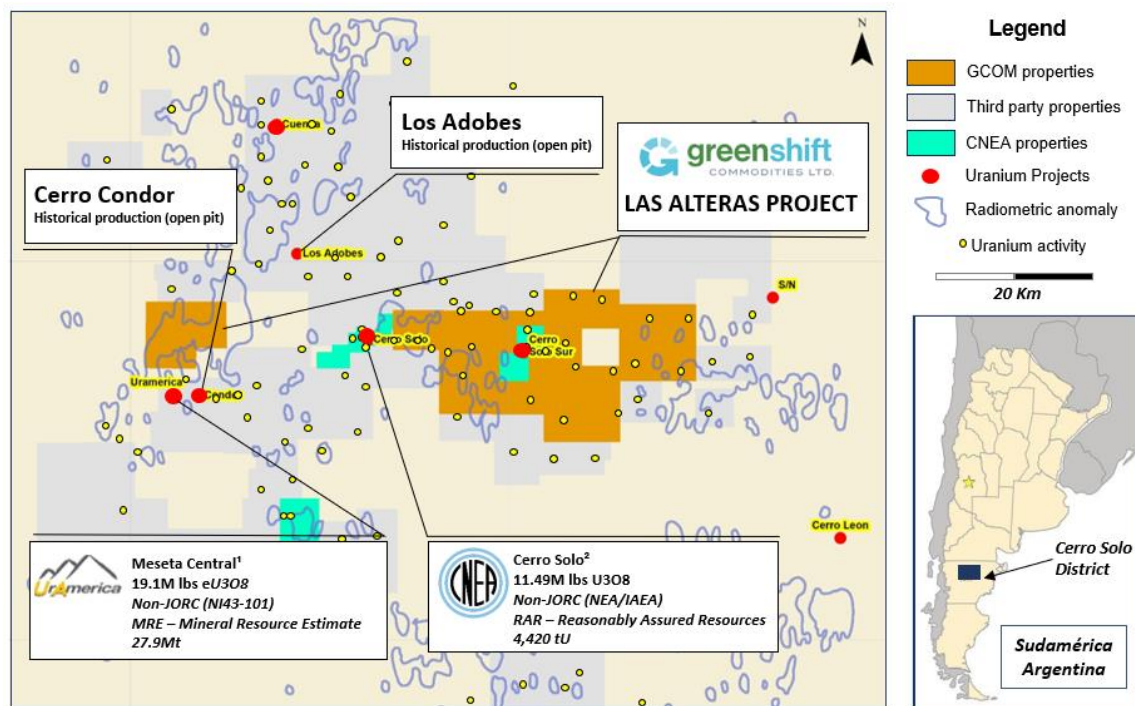 N
Cuenca
Los Adobes
Historical production (open pit)
greenshift
COMMODITIES LTD.
LAS ALTERAS PROJECT
Cerro Condor
Historical production (open pit)
Los Adobes
S/N
Cerro Solo
Cerro
Solo Sur
Uramerica
Condor
Cerro Leon
UrAmerica
Meseta Central¹
19.1M lbs eU3O8
Non-JORC (NI43-101)
MRE – Mineral Resource Estimate
27.9Mt
CNEA
Cerro Solo²
11.49M lbs U3O8
Non-JORC (NEA/IAEA)
RAR – Reasonably Assured Resources
4,420 tU
Legend
GCOM properties
Third party properties
CNEA properties
Uranium Projects
Radiometric anomaly
Uranium activity
20 Km
Cerro Solo
District
Sudamérica
Argentina